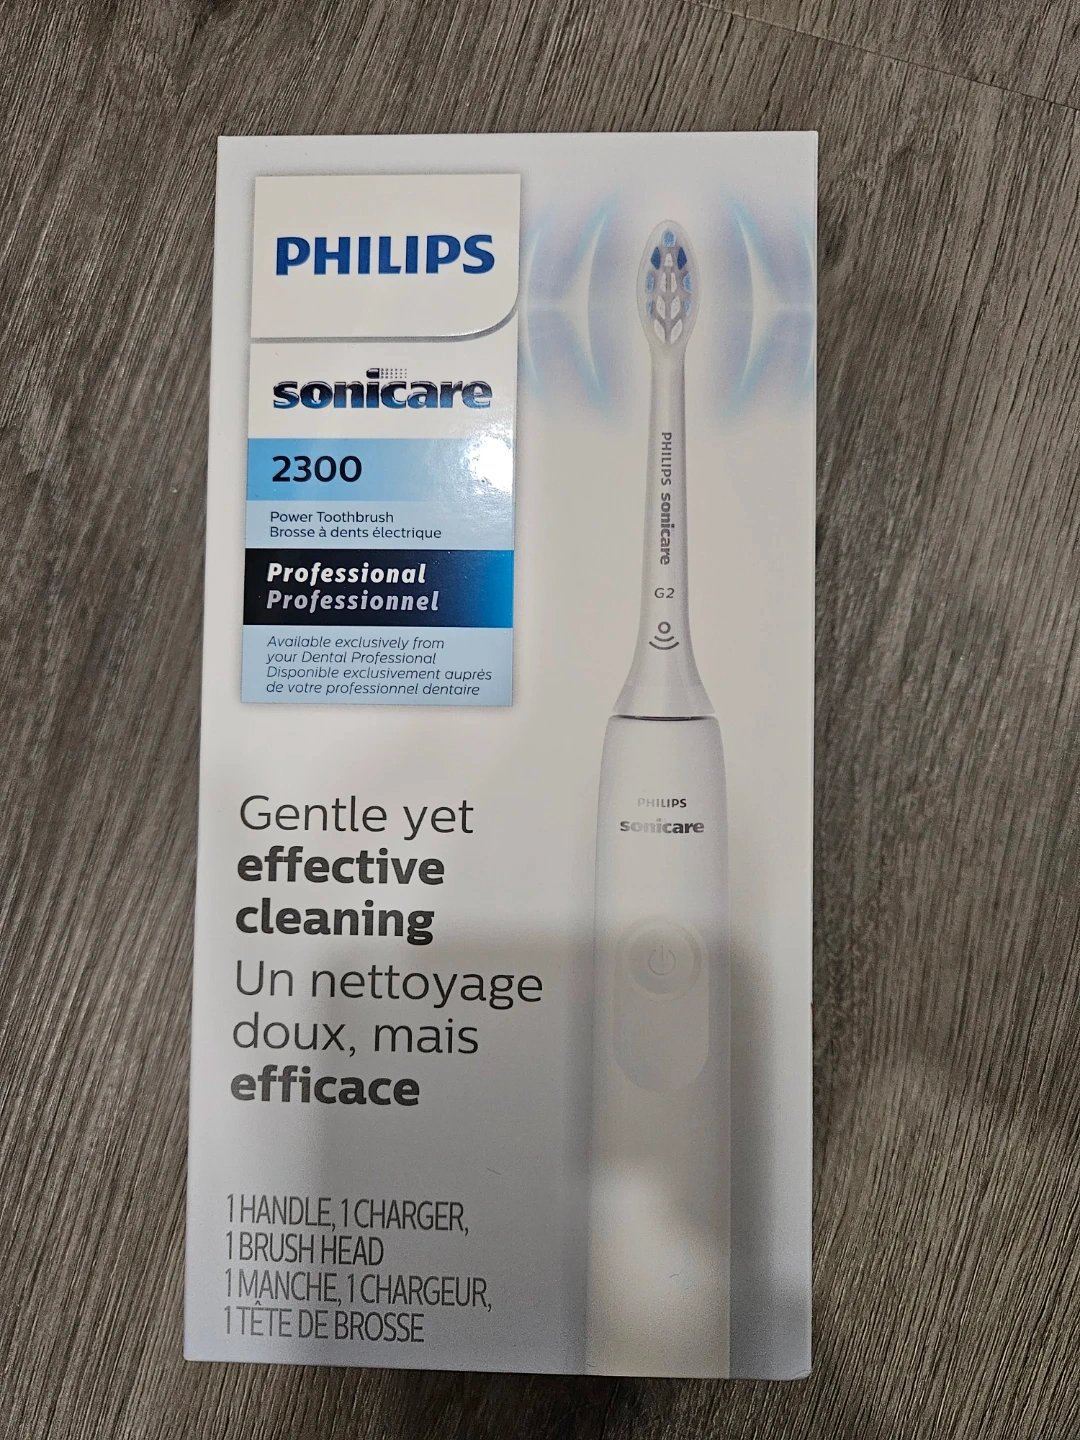 PHILIPS
sonicare
2300
Power Toothbrush
Brosse à dents électrique
Professional
Professionnel
Available exclusively from
your Dental Professional
Disponible exclusivement auprès
de votre professionnel dentaire
Gentle yet
effective
cleaning
Un nettoyage
doux, mais
efficace
1 HANDLE, 1 CHARGER,
1 BRUSH HEAD
1 MANCHE, 1 CHARGEUR,
1 TÊTE DE BROSSE
PHILIPS sonicare
G2
PHILIPS
sonicare